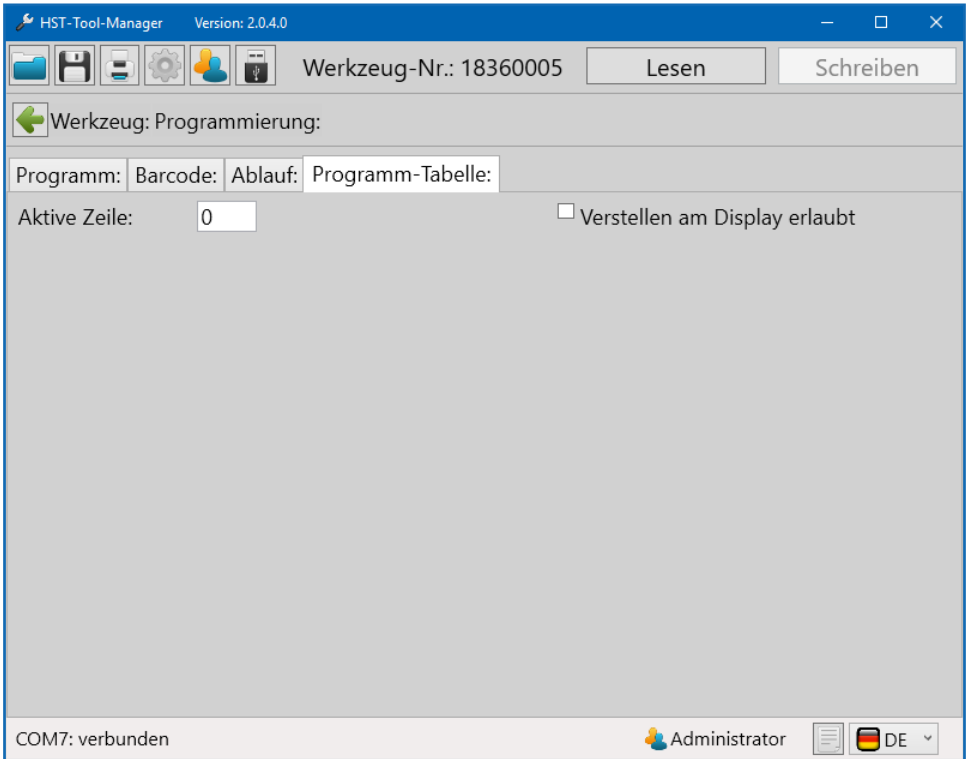 HST-Tool-Manager Version: 2.0.4.0
Werkzeug-Nr.: 18360005 Lesen Schreiben
Werkzeug: Programmierung:
Programm: Barcode: Ablauf: Programm-Tabelle:
Aktive Zeile: 0 Verstellen am Display erlaubt
COM7: verbunden Administrator DE